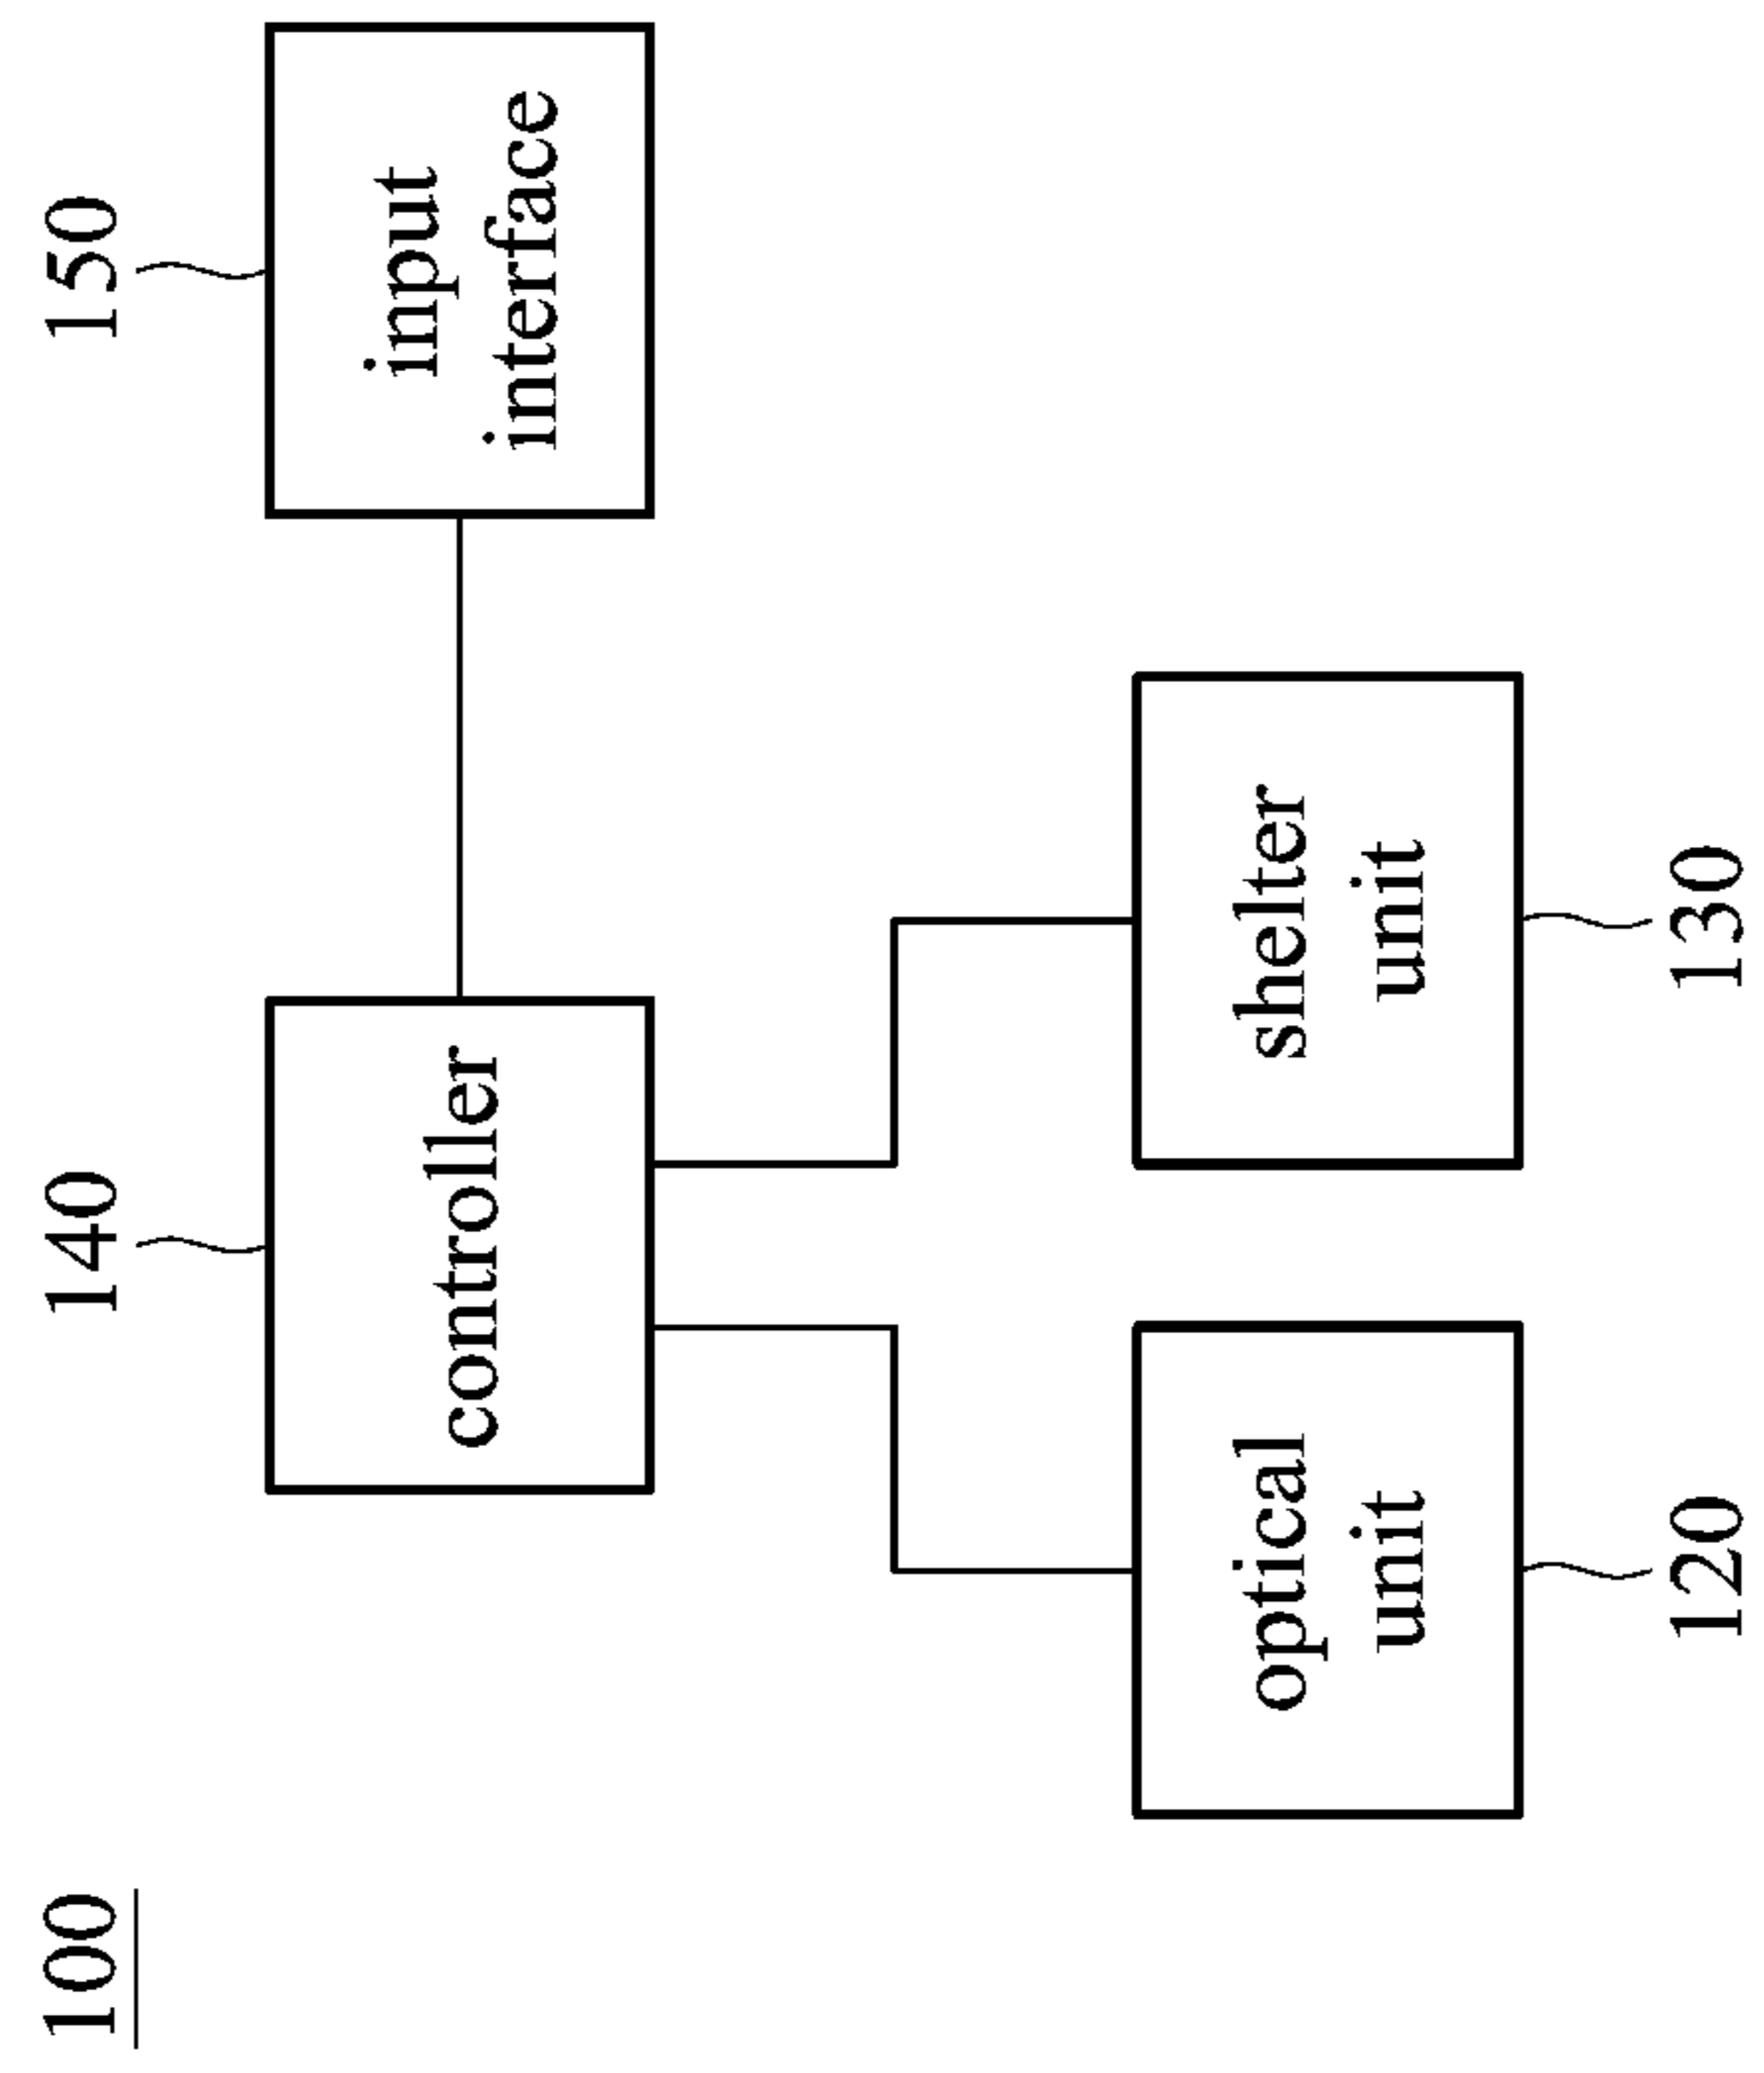 100
140
150
controller
input
interface
optical
unit
shelter
unit
120
130